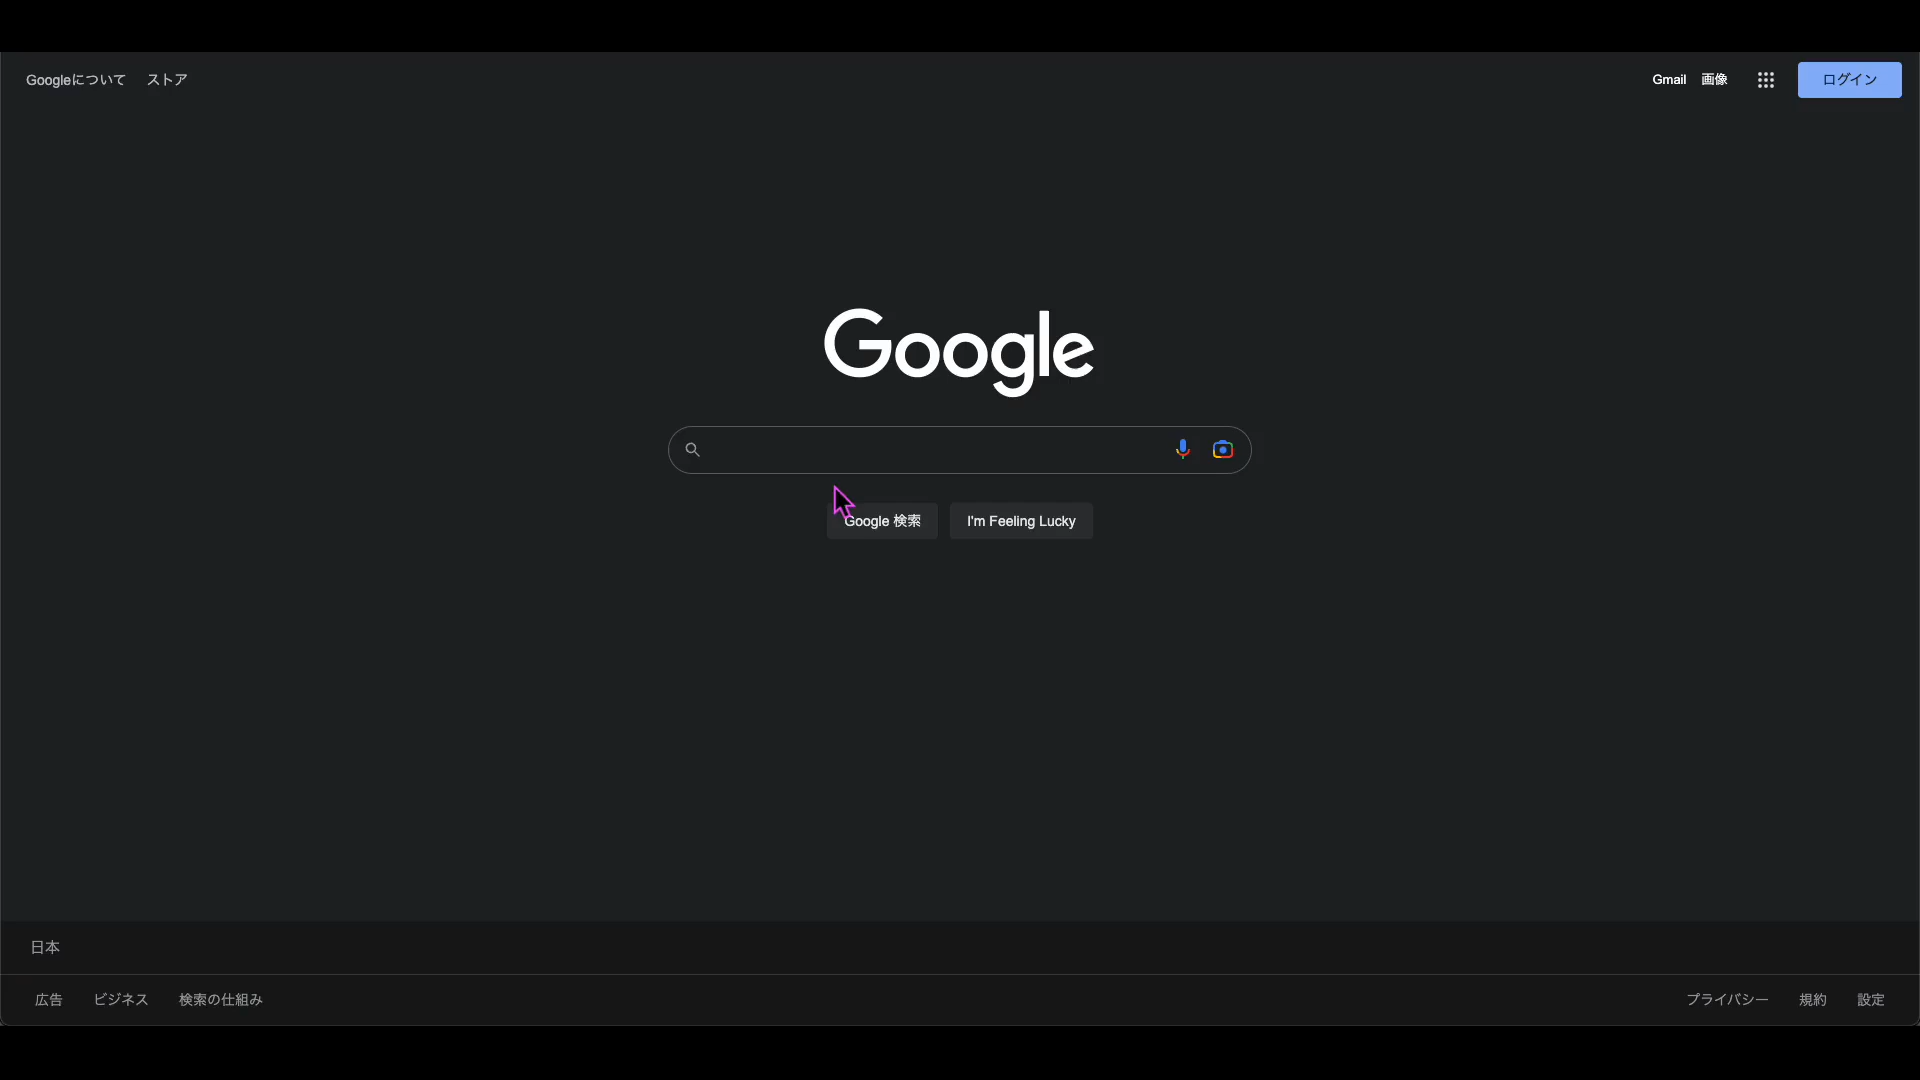 Googleについて ストア
Gmail 画像 ログイン
Google
Google 検索 I'm Feeling Lucky
日本
広告 ビジネス 検索の仕組み
プライバシー 規約 設定